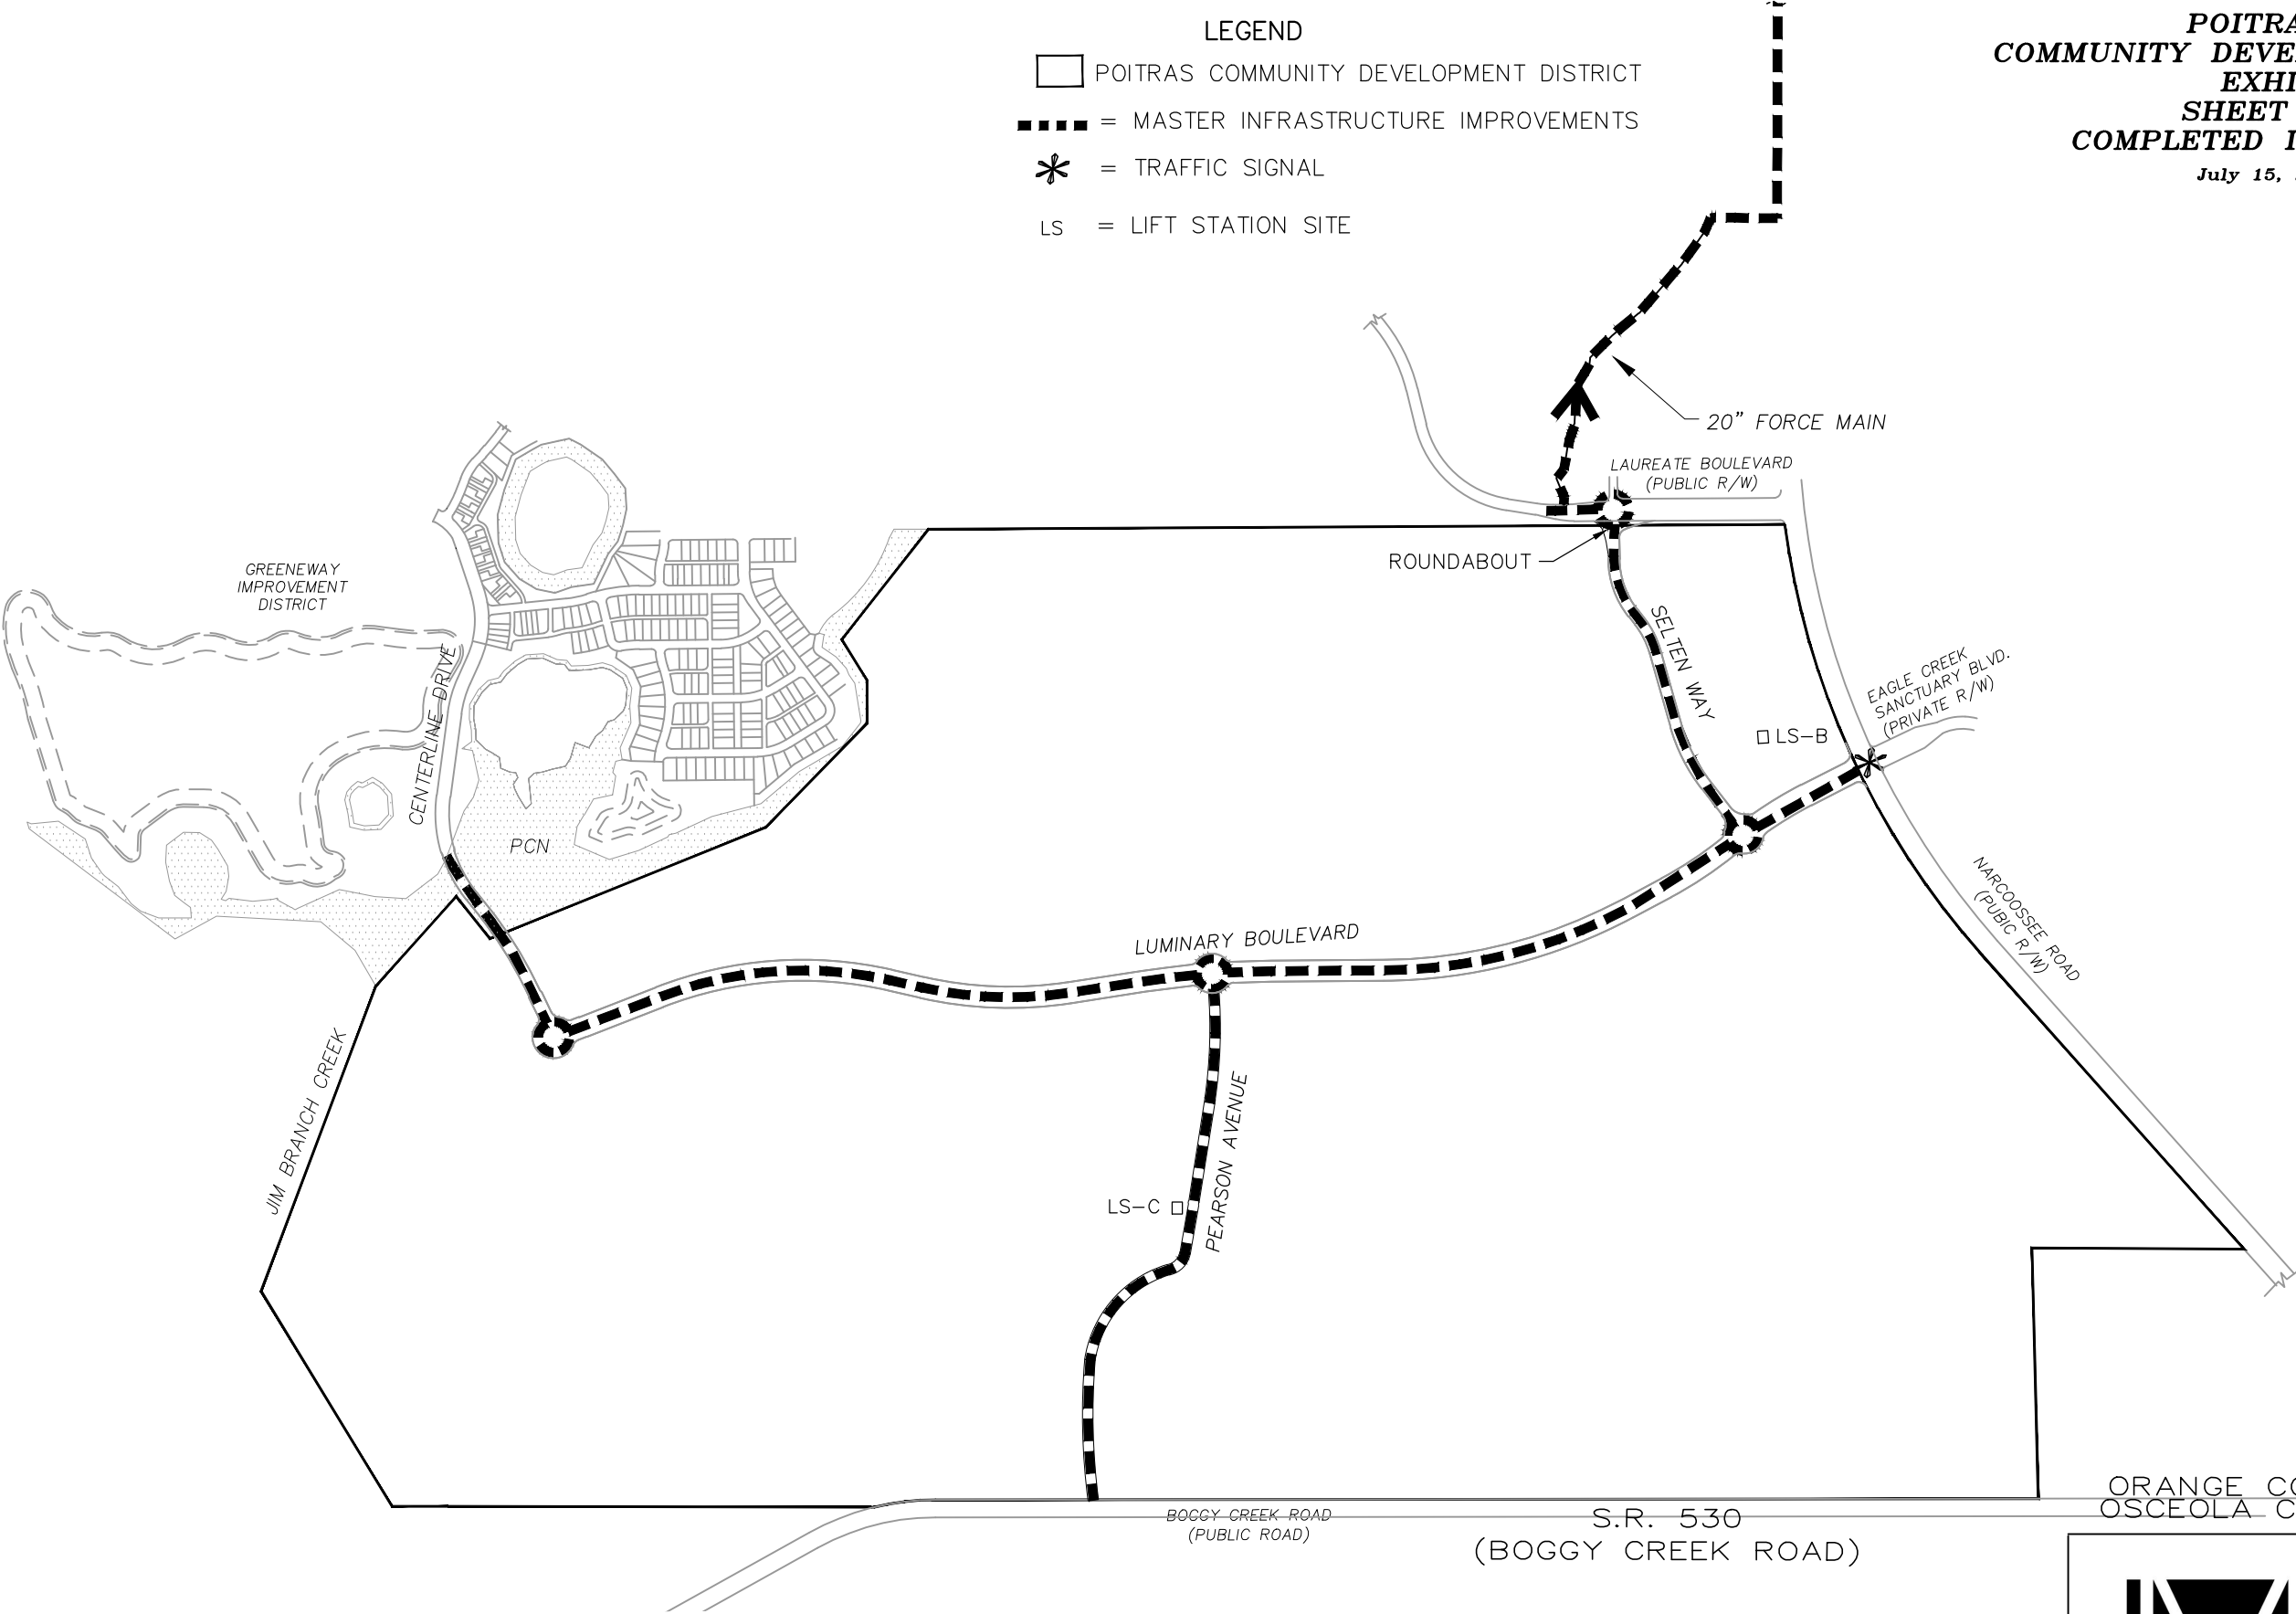 LEGEND
POITRAS COMMUNITY DEVELOPMENT DISTRICT
= MASTER INFRASTRUCTURE IMPROVEMENTS
= TRAFFIC SIGNAL
LS = LIFT STATION SITE
POITRA
COMMUNITY DEVE
EXHI
SHEET
COMPLETED I
July 15,
20" FORCE MAIN
LAUREATE BOULEVARD
(PUBLIC R/W)
ROUNDABOUT
GREENEWAY
IMPROVEMENT
DISTRICT
CENTERLINE DRIVE
SELTEN WAY
EAGLE CREEK
SANCTUARY BLVD.
(PRIVATE R/W)
LS-B
PCN
NARCOOSSEE ROAD
(PUBIC R/W)
LUMINARY BOULEVARD
JIM BRANCH CREEK
PEARSON AVENUE
LS-C
BOGGY CREEK ROAD
(PUBLIC ROAD)
S.R. 530
(BOGGY CREEK ROAD)
ORANGE CO
OSCEOLA C